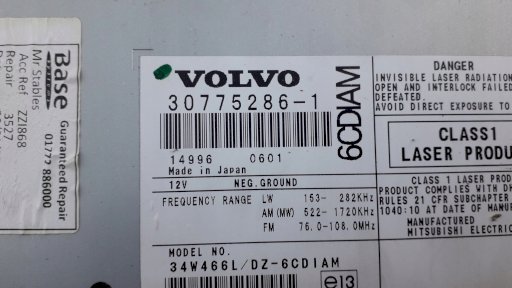 Base
Guaranteed Repair
01777 886000
Mr Stables
Acc Ref ZZ1868
Repair 3527
VOLVO
30775286-1
6CDIAM
14996 0601
Made in Japan
12V NEG.GROUND
FREQUENCY RANGE LW 153- 282KHz
AM(MW) 522-1720KHz
FM 76.0-108.0MHz
MODEL NO.
34W466L/DZ-6CDIAM
e13
DANGER
INVISIBLE LASER RADIATION
OPEN AND INTERLOCK FAILED
DEFEATED.
AVOID DIRECT EXPOSURE TO
CLASS1
LASER PRODU
CLASS 1 LASER PROD
PRODUCT COMPLIES WITH DH
RULES 21 CFR SUBCHAPTER
1040:10 AT DATE OF MANUF
MANUFACTURED
MITSUBISHI ELECTRIC